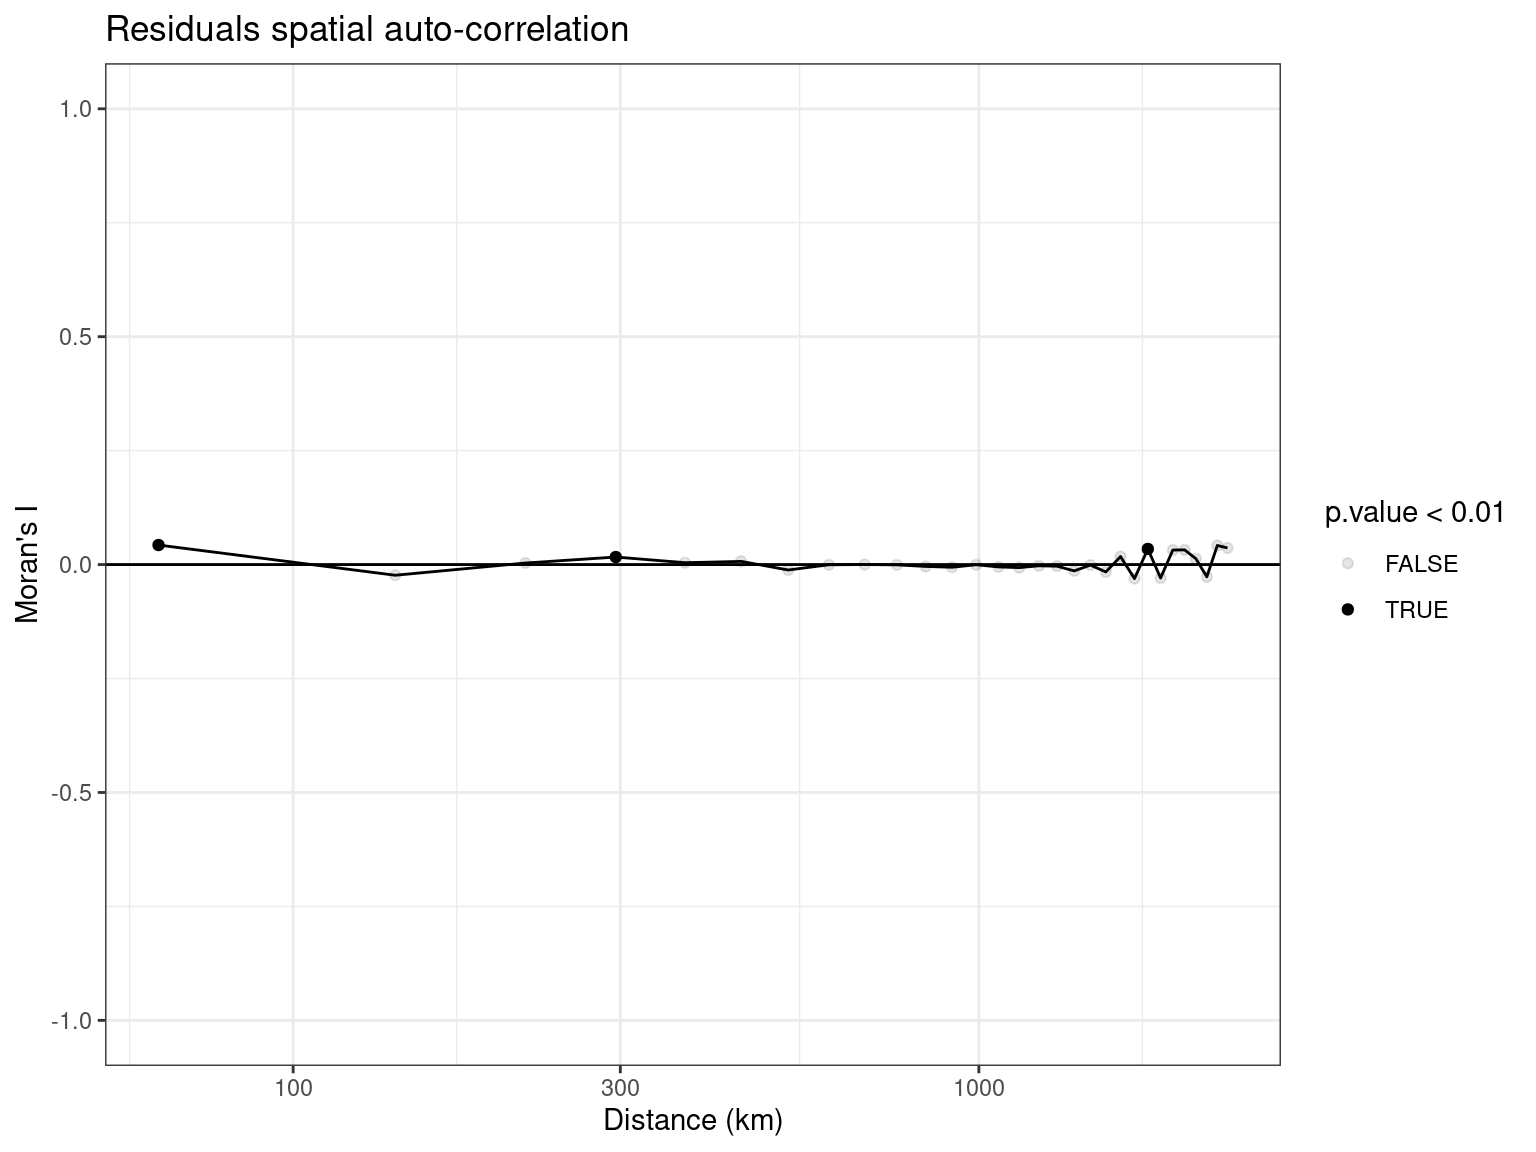 Residuals spatial auto-correlation
1.0
0.5
0.0
-0.5
-1.0
Moran's I
100
300
1000
Distance (km)
p.value < 0.01
FALSE
TRUE